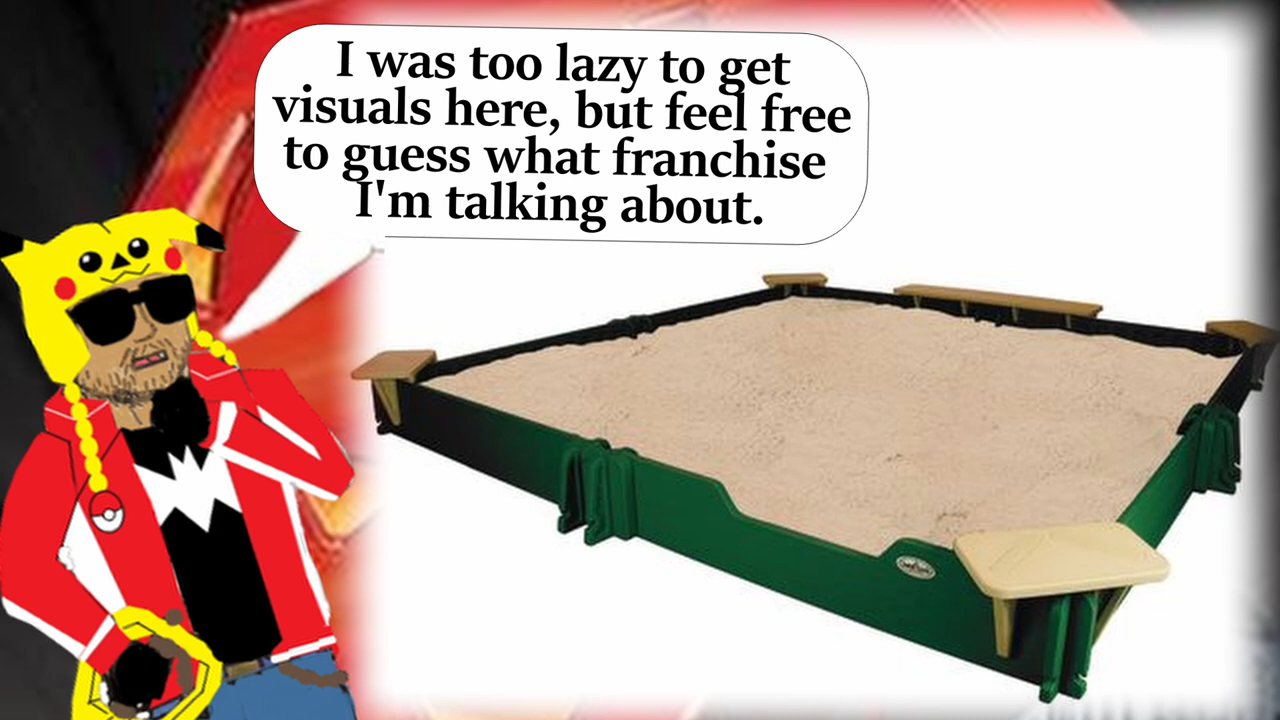 I was too lazy to get
visuals here, but feel free
to guess what franchise
I'm talking about.